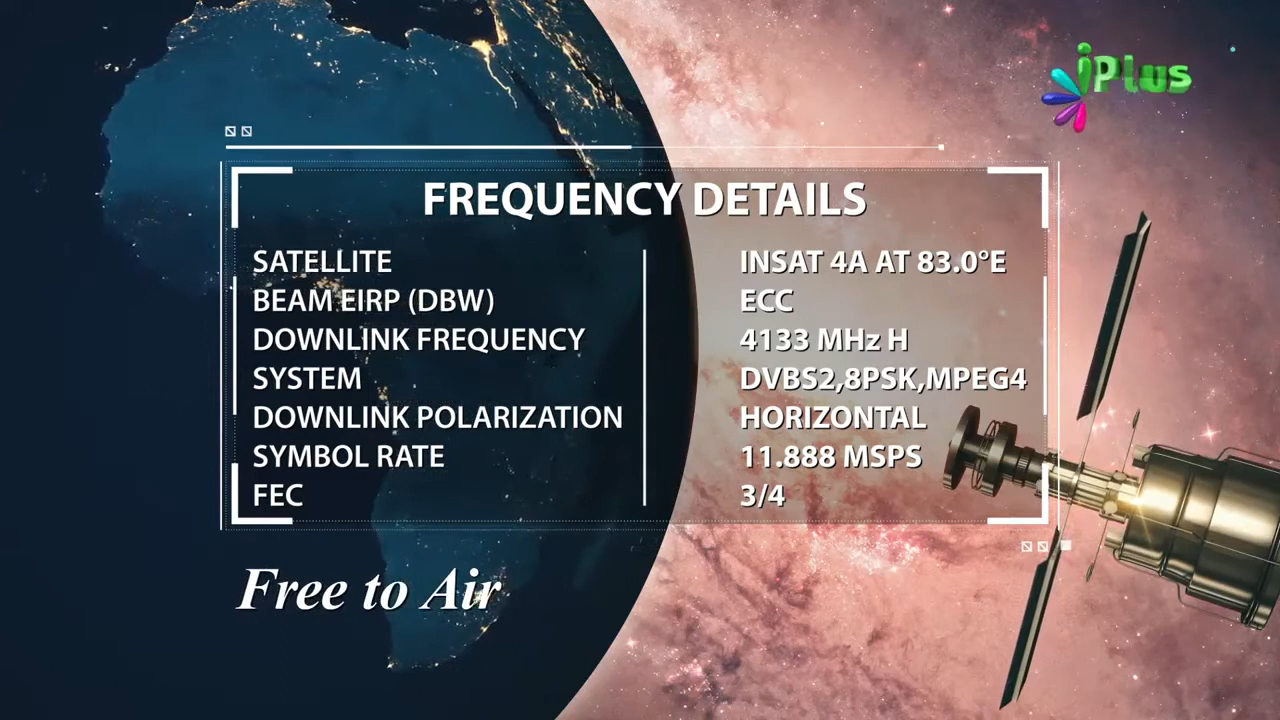 iPlus
FREQUENCY DETAILS
SATELLITE INSAT 4A AT 83.0°E
BEAM EIRP (DBW) ECC
DOWNLINK FREQUENCY 4133 MHz H
SYSTEM DVBS2,8PSK,MPEG4
DOWNLINK POLARIZATION HORIZONTAL
SYMBOL RATE 11.888 MSPS
FEC 3/4
Free to Air